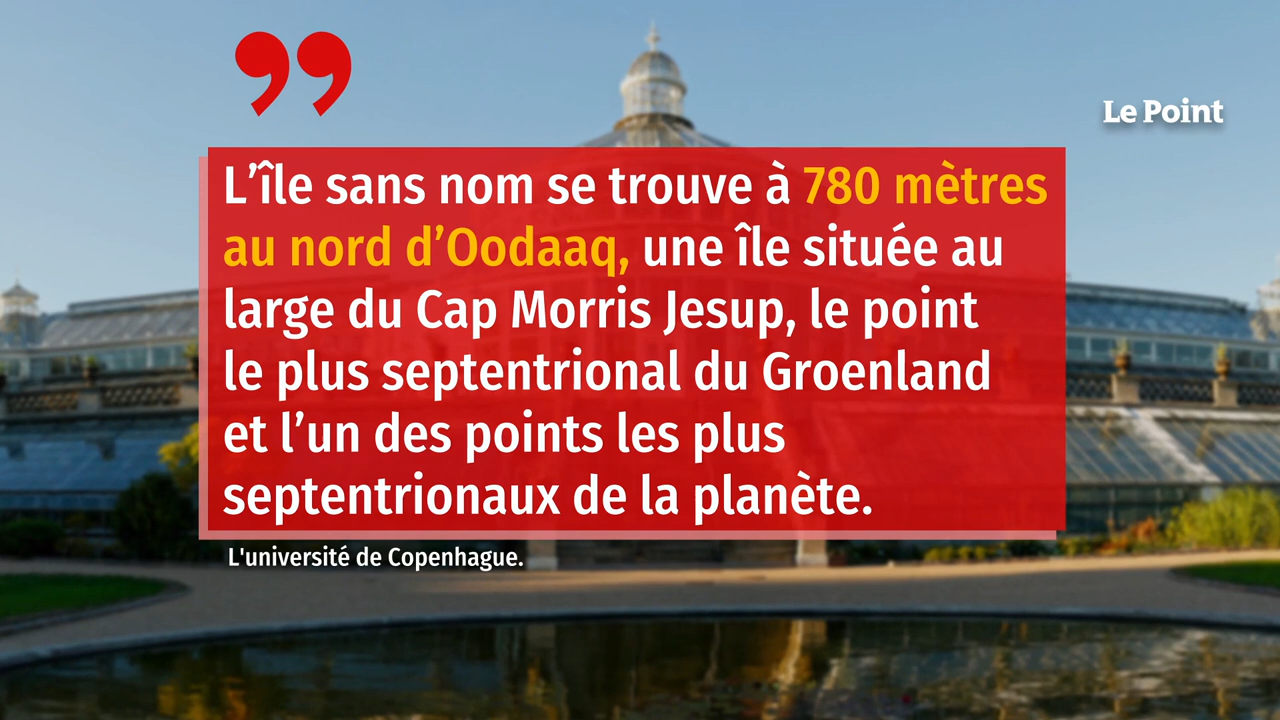 ”
Le Point
L’île sans nom se trouve à 780 mètres
au nord d’Oodaaq, une île située au
large du Cap Morris Jesup, le point
le plus septentrional du Groenland
et l’un des points les plus
septentrionaux de la planète.
L'université de Copenhague.